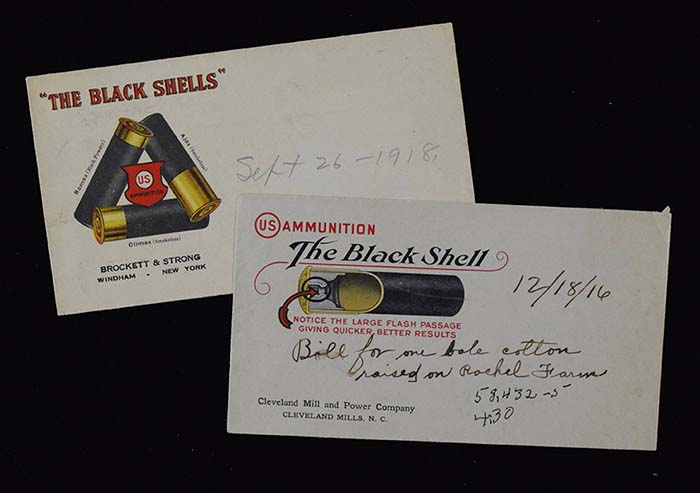 "THE BLACK SHELLS"
Romax (Black Powder)
Ajax (Smokeless)
US
AMMUNITION
Climax (Smokeless)
BROCKETT & STRONG
WINDHAM - NEW YORK
Sept 26-1918.
US AMMUNITION
The Black Shell
NOTICE THE LARGE FLASH PASSAGE
GIVING QUICKER, BETTER RESULTS
12/18/16
Bill for one bale cotton
raised on Rachel Farm
58,432-5
430
Cleveland Mill and Power Company
CLEVELAND MILLS, N. C.